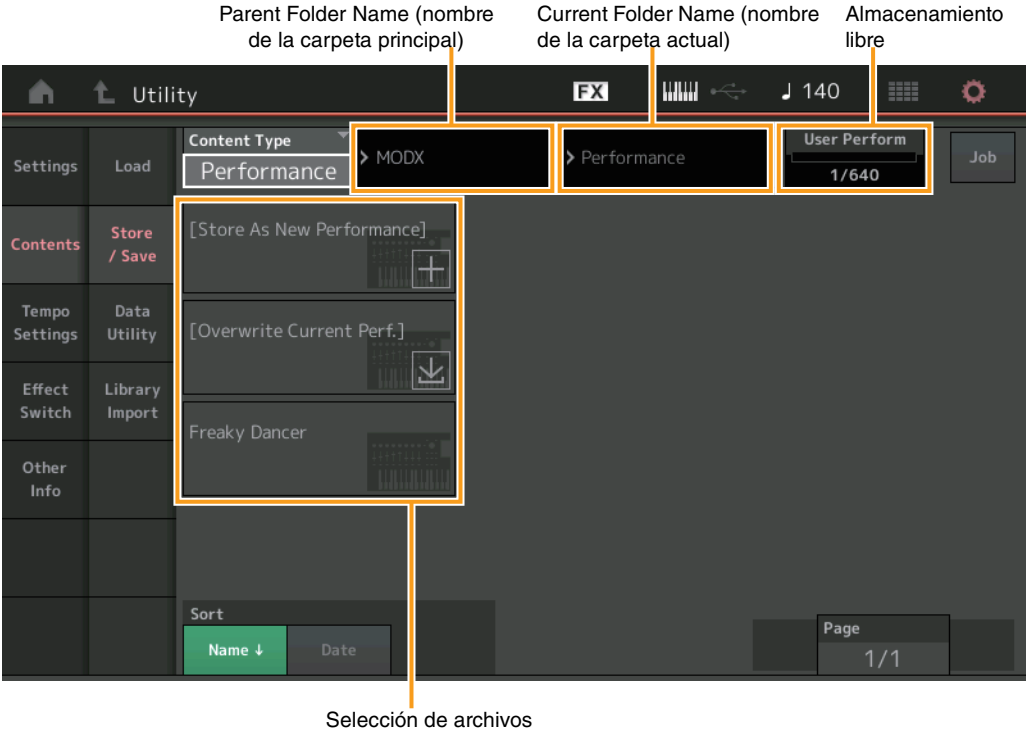 Parent Folder Name (nombre
de la carpeta principal)
Current Folder Name (nombre
de la carpeta actual)
Almacenamiento
libre
Utility
FX
140
Settings
Load
Content Type
Performance
MODX
Performance
User Perform
1/640
Job
Contents
Store
/ Save
[Store As New Performance]
Tempo
Settings
Data
Utility
[Overwrite Current Perf.]
Effect
Switch
Library
Import
Freaky Dancer
Other
Info
Sort
Name ↓
Date
Page
1/1
Selección de archivos